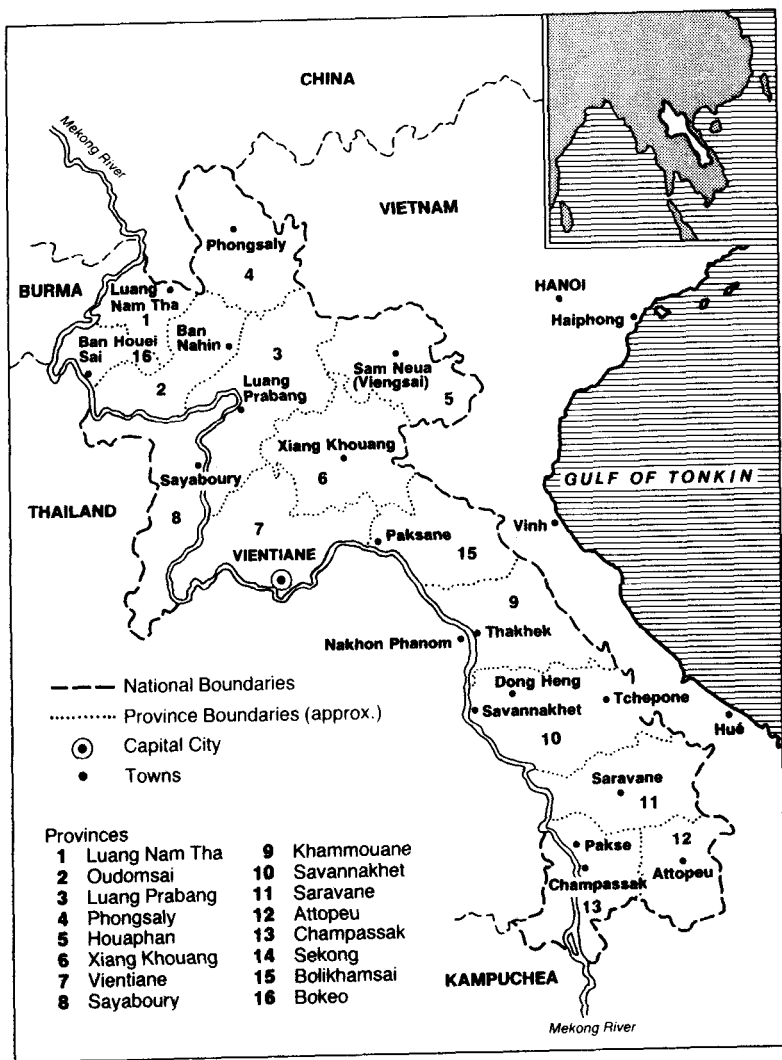 CHINA
Mekong River
VIETNAM
Phongsaly
4
BURMA
Luang
Nam Tha
1
HANOI
Haiphong
Ban Houei
Sai
16
Ban
Nahin
3
Sam Neua
(Viengsai)
5
2
Luang
Prabang
Xiang Khouang
6
Sayaboury
GULF OF TONKIN
THAILAND
8
7
VIENTIANE
Paksane
15
Vinh
9
Nakhon Phanom
Thakhek
Dong Heng
Tchepone
Savannakhet
10
Hué
Saravane
11
12
Pakse
Attopeu
Champassak
13
KAMPUCHEA
Mekong River
National Boundaries
Province Boundaries (approx.)
Capital City
Towns
Provinces
1 Luang Nam Tha
2 Oudomsai
3 Luang Prabang
4 Phongsaly
5 Houaphan
6 Xiang Khouang
7 Vientiane
8 Sayaboury
9 Khammouane
10 Savannakhet
11 Saravane
12 Attopeu
13 Champassak
14 Sekong
15 Bolikhamsai
16 Bokeo